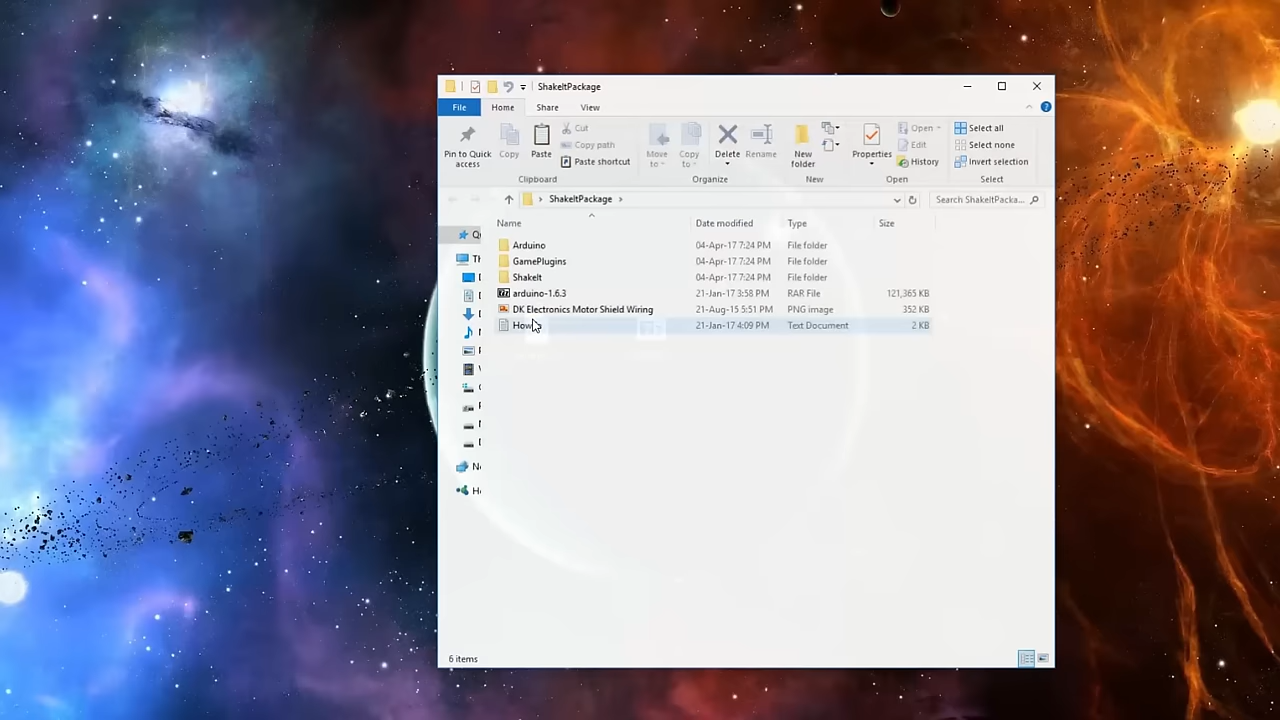 ShakeItPackage
File Home Share View
Pin to Quick access
Copy
Paste
Cut
Copy path
Paste shortcut
Clipboard
Move to
Copy to
Delete
Rename
Organize
New folder
New
Properties
Open
Edit
History
Open
Select all
Select none
Invert selection
Select
ShakeItPackage
Search ShakeItPacka...
Name Date modified Type Size
Arduino 04-Apr-17 7:24 PM File folder
GamePlugins 04-Apr-17 7:24 PM File folder
ShakeIt 04-Apr-17 7:24 PM File folder
arduino-1.6.3 21-Jan-17 3:58 PM RAR File 121,365 KB
DK Electronics Motor Shield Wiring 21-Aug-15 5:51 PM PNG image 352 KB
How 21-Jan-17 4:09 PM Text Document 2 KB
6 items